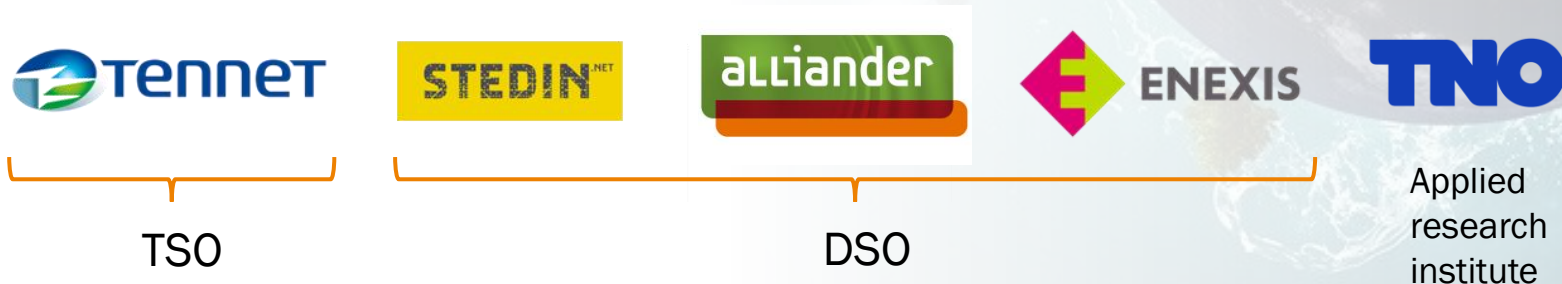 TenneT
STEDIN.NET
alliander
ENEXIS
TNO
TSO
DSO
Applied
research
institute